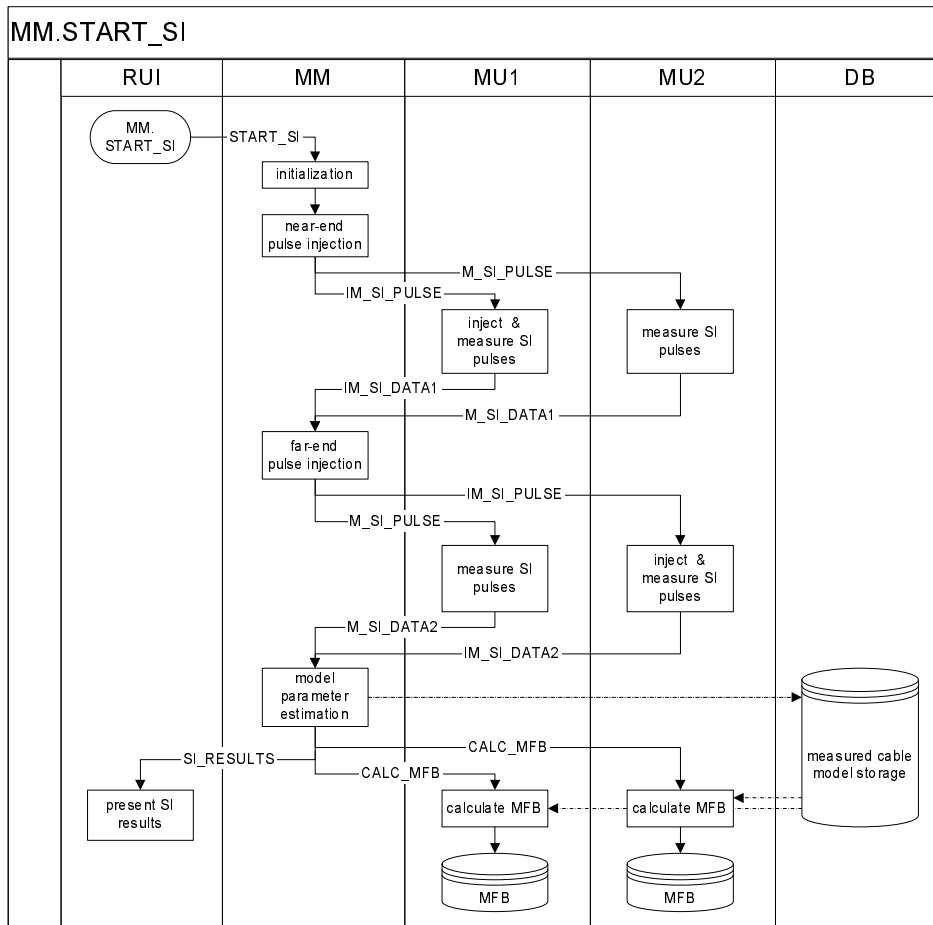 MM.START_SI
RUI
MM
MU1
MU2
DB
MM.
START_SI
START_SI
initialization
near-end
pulse injection
M_SI_PULSE
IM_SI_PULSE
inject &
measure SI
pulses
measure SI
pulses
IM_SI_DATA1
M_SI_DATA1
far-end
pulse injection
IM_SI_PULSE
M_SI_PULSE
measure SI
pulses
inject &
measure SI
pulses
M_SI_DATA2
IM_SI_DATA2
model
parameter
estimation
measured cable
model storage
SI_RESULTS
CALC_MFB
CALC_MFB
present SI
results
calculate MFB
calculate MFB
MFB
MFB